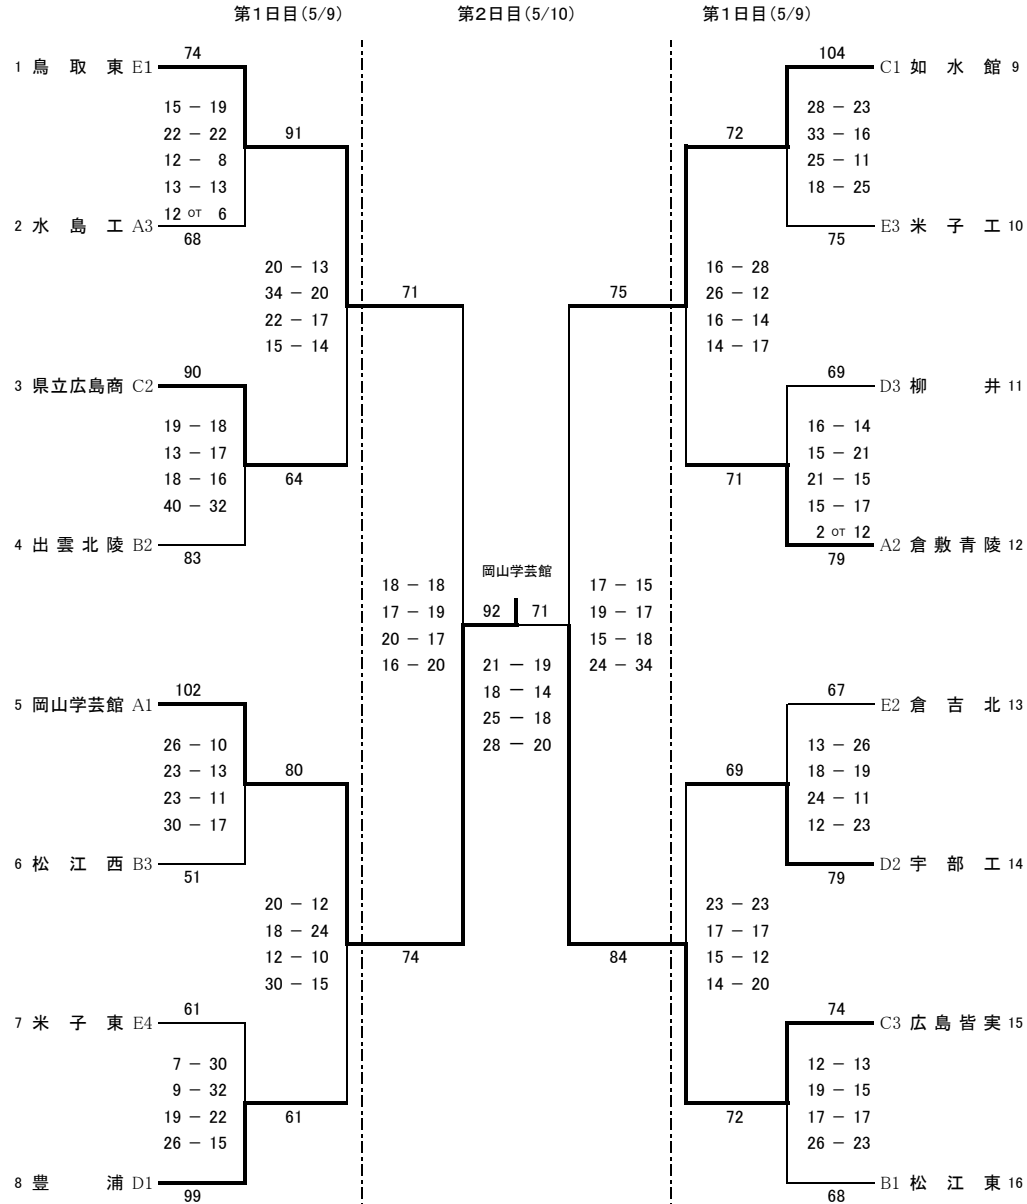 第1日目(5/9) 第2日目(5/10) 第1日目(5/9)
74
1 鳥取東 E1
15 － 19
22 － 22
12 － 8
13 － 13
12 OT 6
2 水島工 A3
68
91
20 － 13
34 － 20
22 － 17
15 － 14
90
3 県立広島商 C2
19 － 18
13 － 17
18 － 16
40 － 32
64
4 出雲北陵 B2
83
71
18 － 18
17 － 19
20 － 17
16 － 20
102
5 岡山学芸館 A1
26 － 10
23 － 13
23 － 11
30 － 17
80
6 松江西 B3
51
20 － 12
18 － 24
12 － 10
30 － 15
74
61
7 米子東 E4
7 － 30
9 － 32
19 － 22
26 － 15
61
8 豊浦 D1
99
岡山学芸館
92 71
21 － 19
18 － 14
25 － 18
28 － 20
104
C1 如水館 9
28 － 23
33 － 16
25 － 11
18 － 25
72
E3 米子工 10
75
16 － 28
26 － 12
16 － 14
14 － 17
75
69
D3 柳井 11
16 － 14
15 － 21
21 － 15
15 － 17
2 OT 12
71
A2 倉敷青陵 12
79
17 － 15
19 － 17
15 － 18
24 － 34
67
E2 倉吉北 13
13 － 26
18 － 19
24 － 11
12 － 23
69
D2 宇部工 14
79
23 － 23
17 － 17
15 － 12
14 － 20
84
74
C3 広島皆実 15
12 － 13
19 － 15
17 － 17
26 － 23
72
B1 松江東 16
68